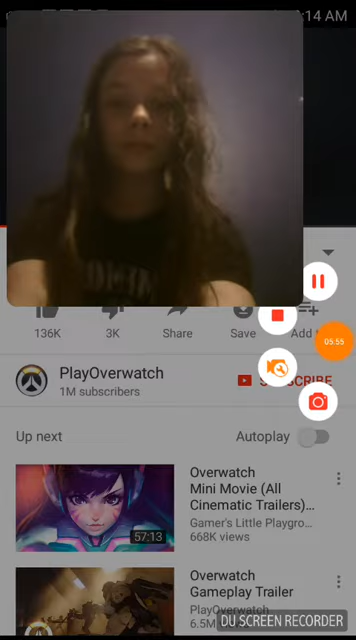 :14 AM
136K
3K
Share
Save
Add t
05:55
PlayOverwatch
1M subscribers
SUBSCRIBE
Up next
Autoplay
57:13
Overwatch
Mini Movie (All
Cinematic Trailers)...
Gamer's Little Playgro...
668K views
Overwatch
Gameplay Trailer
PlayOverwatch
6.5M
DU SCREEN RECORDER